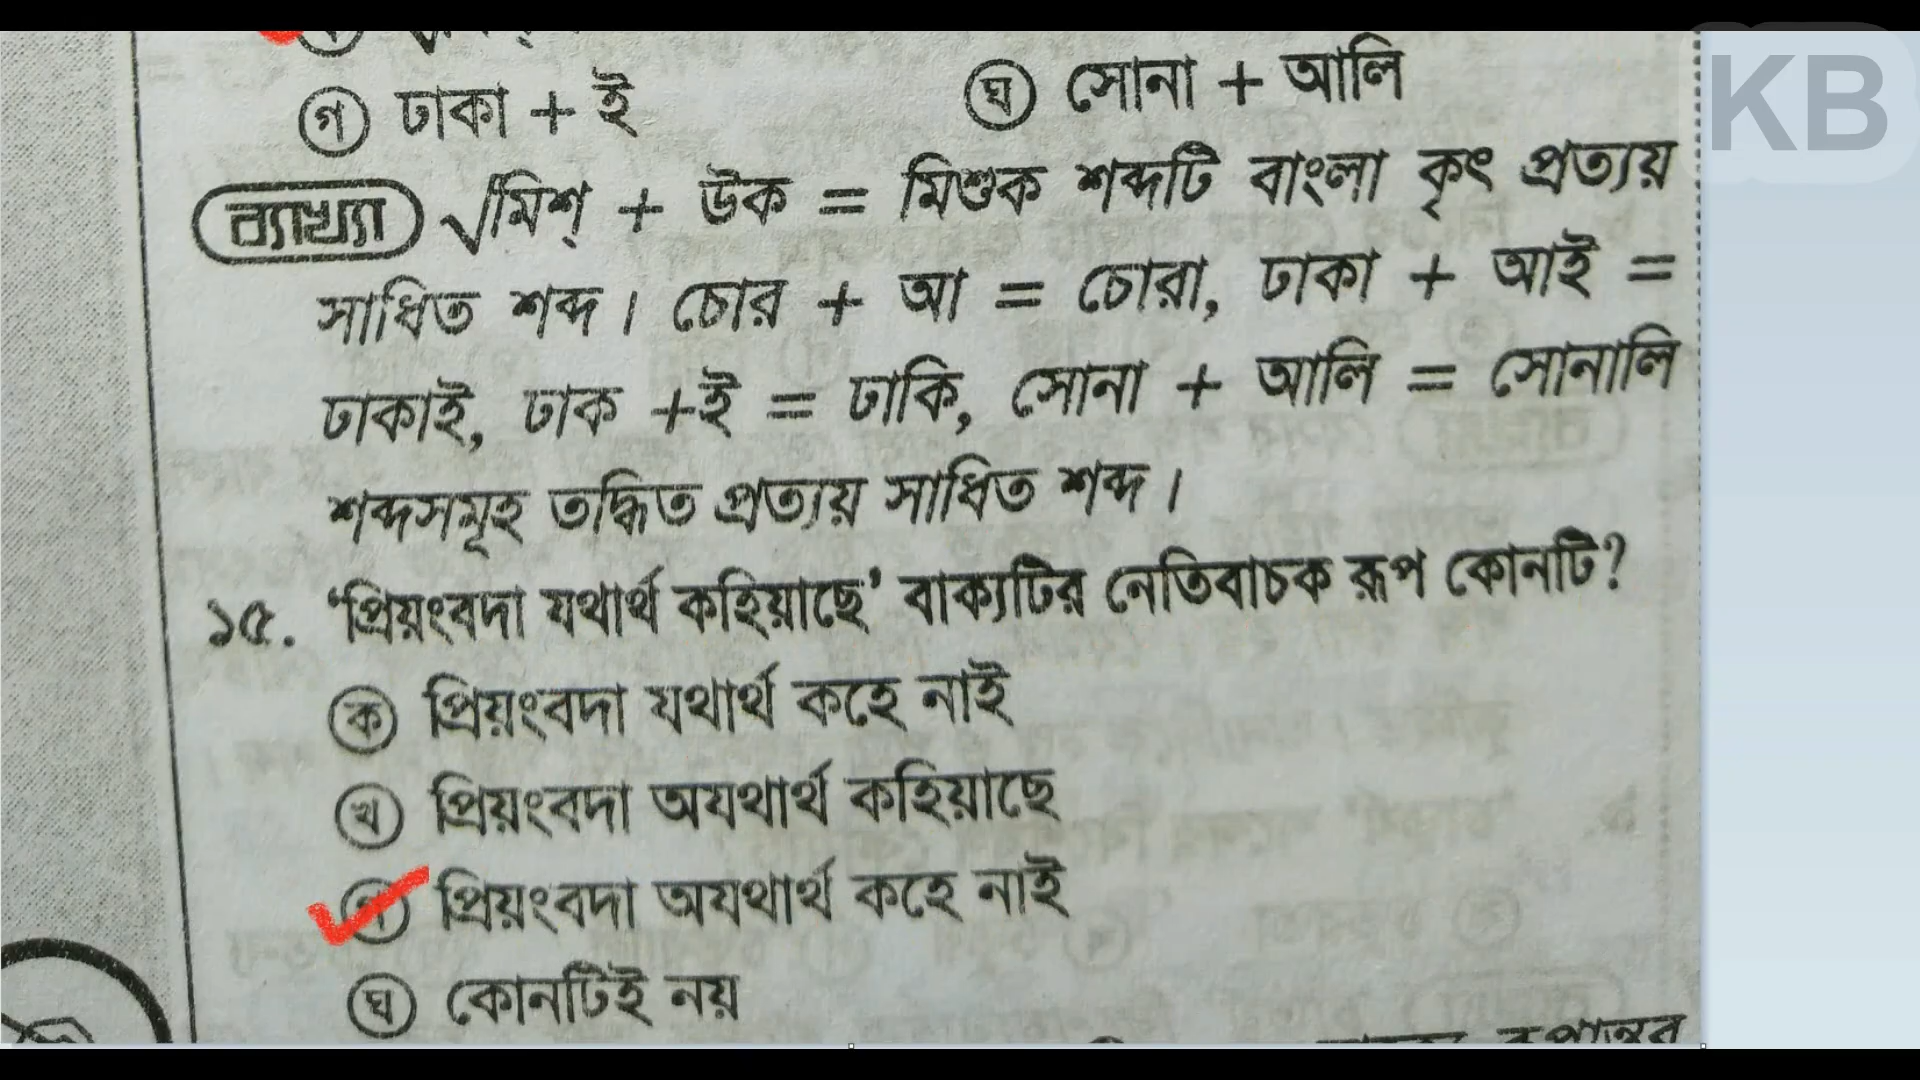 KB
গ ঢাকা + ই
ঘ সোনা + আলি
ব্যাখ্যা √মিশ্ + উক = মিশুক শব্দটি বাংলা কৃৎ প্রত্যয়
সাধিত শব্দ। চোর + আ = চোরা, ঢাকা + আই =
ঢাকাই, ঢাক +ই = ঢাকি, সোনা + আলি = সোনালি
শব্দসমূহ তদ্ধিত প্রত্যয় সাধিত শব্দ।
১৫. ‘প্রিয়ংবদা যথার্থ কহিয়াছে’ বাক্যটির নেতিবাচক রূপ কোনটি?
ক প্রিয়ংবদা যথার্থ কহে নাই
খ প্রিয়ংবদা অযথার্থ কহিয়াছে
গ প্রিয়ংবদা অযথার্থ কহে নাই
ঘ কোনটিই নয়